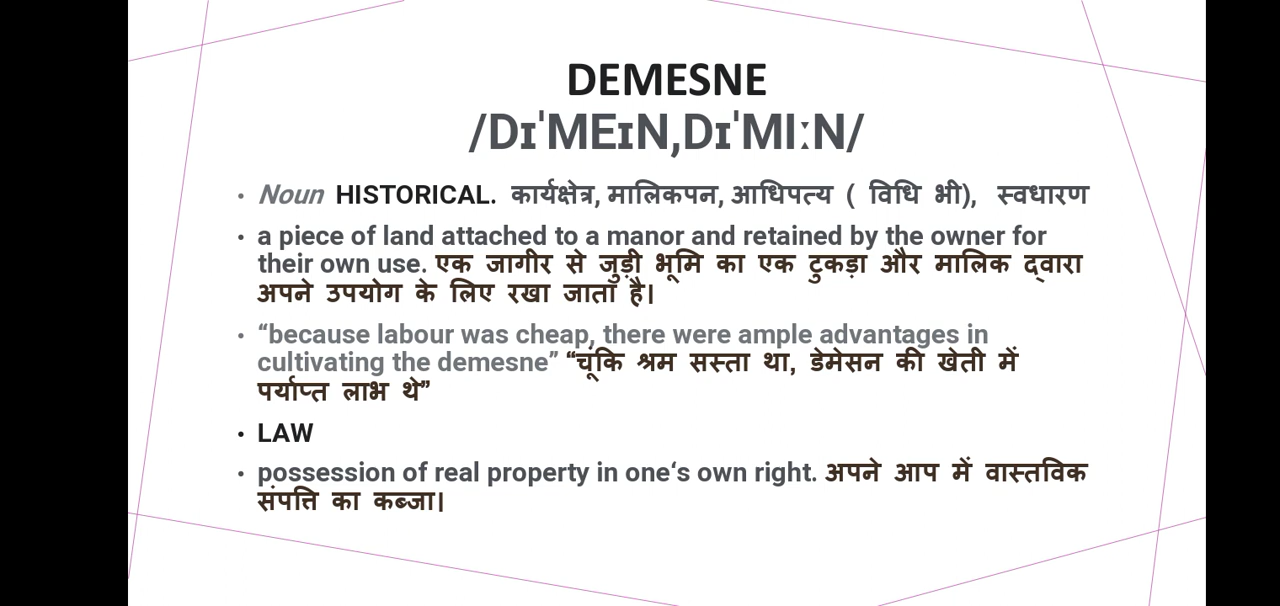 DEMESNE
/DɪˈMEɪN,DɪˈMIːN/
• Noun HISTORICAL. कार्यक्षेत्र, मालिकपन, आधिपत्य ( विधि भी), स्वधारण
• a piece of land attached to a manor and retained by the owner for
their own use. एक जागीर से जुड़ी भूमि का एक टुकड़ा और मालिक द्वारा
अपने उपयोग के लिए रखा जाता है।
• “because labour was cheap, there were ample advantages in
cultivating the demesne” “चूंकि श्रम सस्ता था, डेमेसन की खेती में
पर्याप्त लाभ थे”
• LAW
• possession of real property in one‘s own right. अपने आप में वास्तविक
संपत्ति का कब्जा।